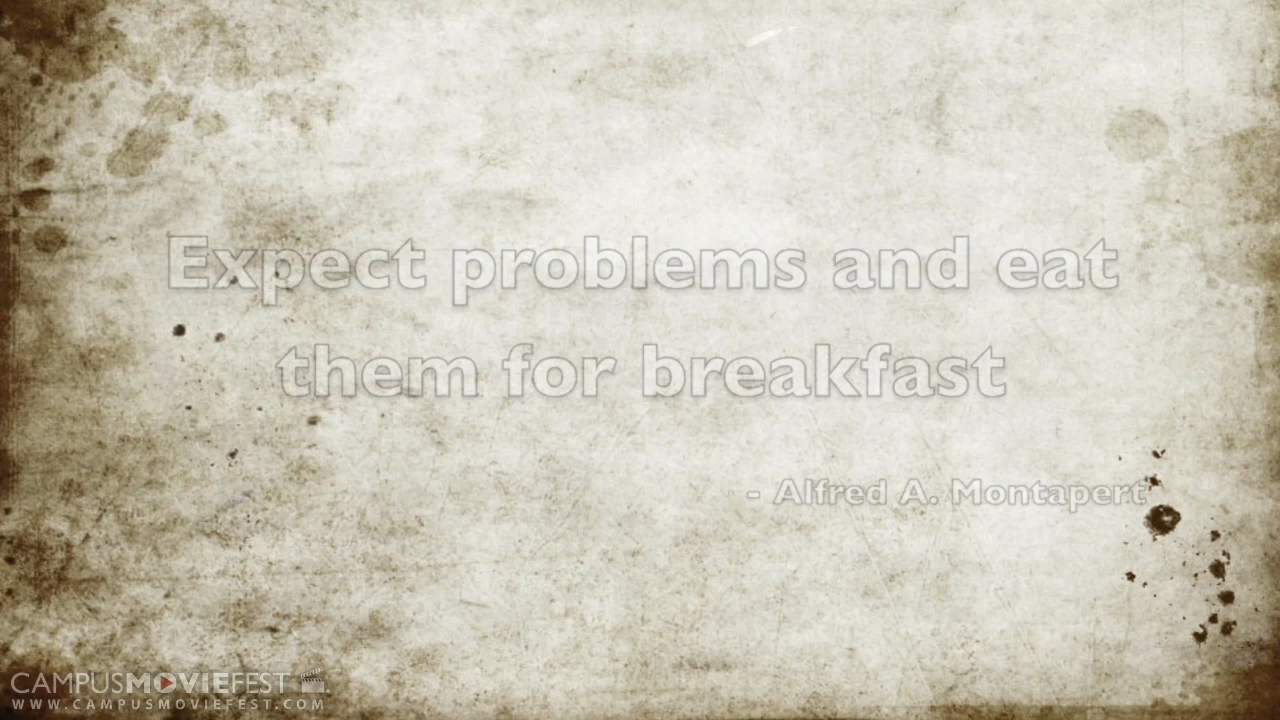 Expect problems and eat
them for breakfast
- Alfred A. Montapert
CAMPUSMOVIEFEST
WWW.CAMPUSMOVIEFEST.COM